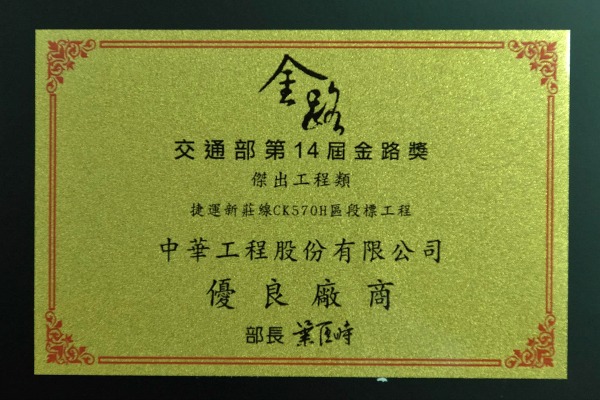 金路
交通部第14屆金路獎
傑出工程類
捷運新莊線CK570H區段標工程
中華工程股份有限公司
優良廠商
部長 葉匡時